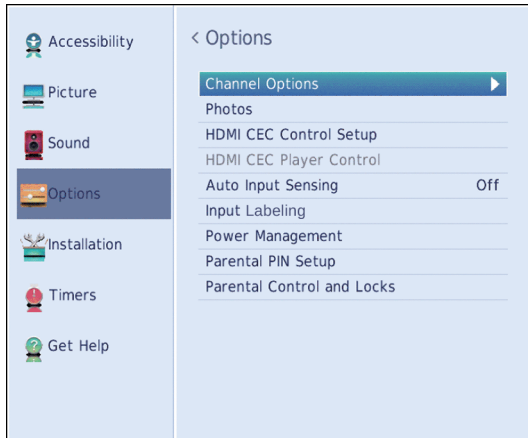 Accessibility
Picture
Sound
Options
Installation
Timers
Get Help
< Options
Channel Options
Photos
HDMI CEC Control Setup
HDMI CEC Player Control
Auto Input Sensing Off
Input Labeling
Power Management
Parental PIN Setup
Parental Control and Locks